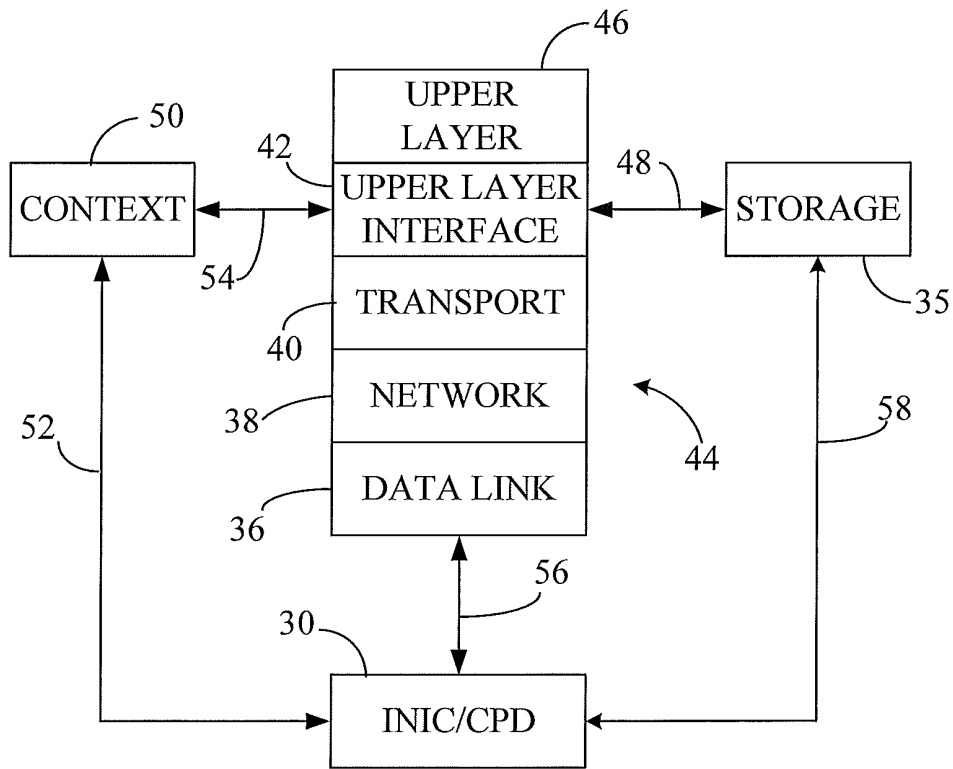 46
UPPER
LAYER
50
42
48
CONTEXT
UPPER LAYER
INTERFACE
STORAGE
54
35
TRANSPORT
40
NETWORK
38
52
58
44
DATA LINK
36
56
30
INIC/CPD